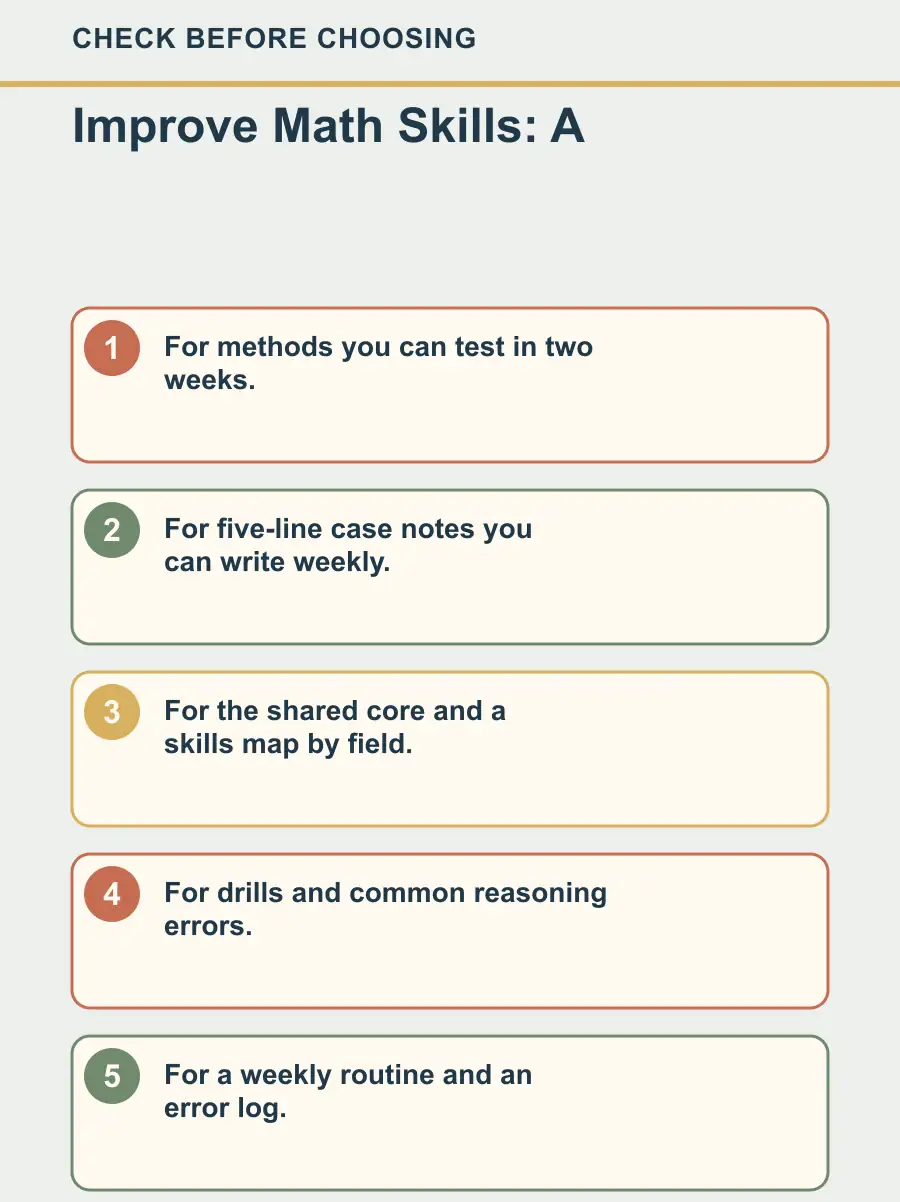 CHECK BEFORE CHOOSING
Improve Math Skills: A
1
For methods you can test in two
weeks.
2
For five-line case notes you
can write weekly.
3
For the shared core and a
skills map by field.
4
For drills and common reasoning
errors.
5
For a weekly routine and an
error log.